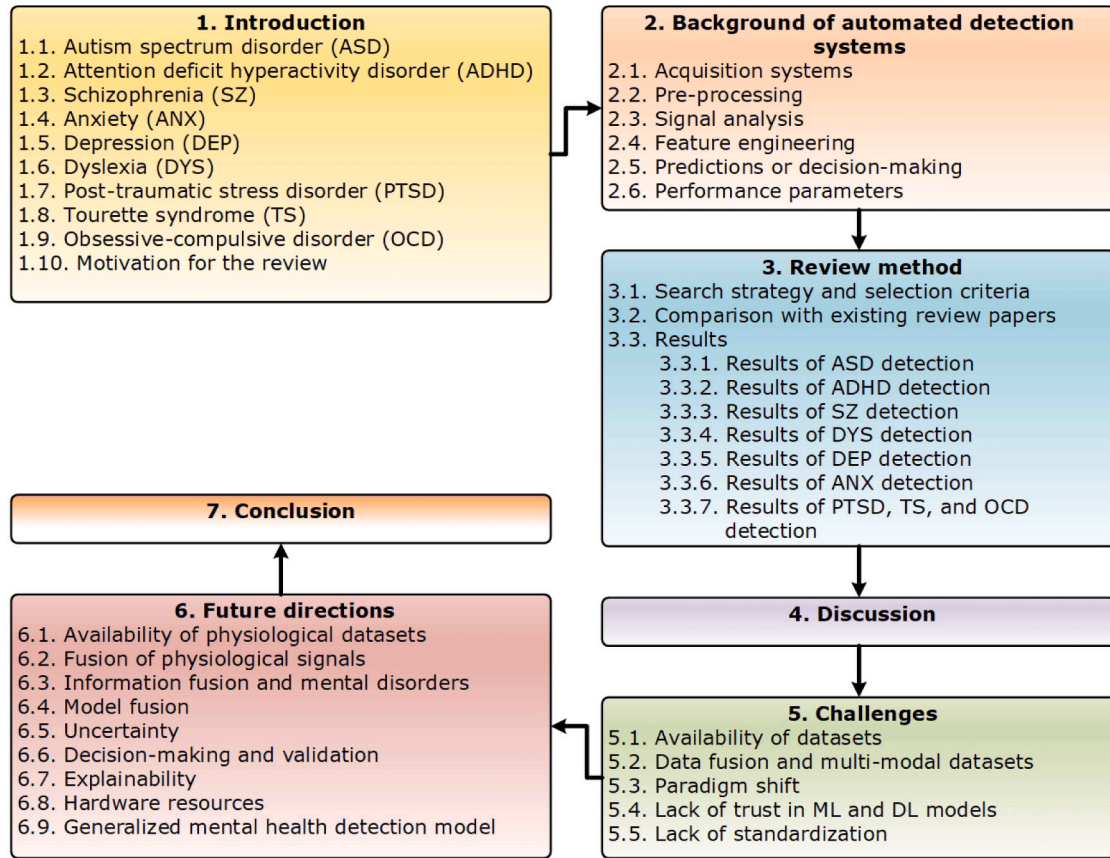 1. Introduction
1.1. Autism spectrum disorder (ASD)
1.2. Attention deficit hyperactivity disorder (ADHD)
1.3. Schizophrenia (SZ)
1.4. Anxiety (ANX)
1.5. Depression (DEP)
1.6. Dyslexia (DYS)
1.7. Post-traumatic stress disorder (PTSD)
1.8. Tourette syndrome (TS)
1.9. Obsessive-compulsive disorder (OCD)
1.10. Motivation for the review
2. Background of automated detection
systems
2.1. Acquisition systems
2.2. Pre-processing
2.3. Signal analysis
2.4. Feature engineering
2.5. Predictions or decision-making
2.6. Performance parameters
3. Review method
3.1. Search strategy and selection criteria
3.2. Comparison with existing review papers
3.3. Results
3.3.1. Results of ASD detection
3.3.2. Results of ADHD detection
3.3.3. Results of SZ detection
3.3.4. Results of DYS detection
3.3.5. Results of DEP detection
3.3.6. Results of ANX detection
3.3.7. Results of PTSD, TS, and OCD
detection
4. Discussion
5. Challenges
5.1. Availability of datasets
5.2. Data fusion and multi-modal datasets
5.3. Paradigm shift
5.4. Lack of trust in ML and DL models
5.5. Lack of standardization
6. Future directions
6.1. Availability of physiological datasets
6.2. Fusion of physiological signals
6.3. Information fusion and mental disorders
6.4. Model fusion
6.5. Uncertainty
6.6. Decision-making and validation
6.7. Explainability
6.8. Hardware resources
6.9. Generalized mental health detection model
7. Conclusion